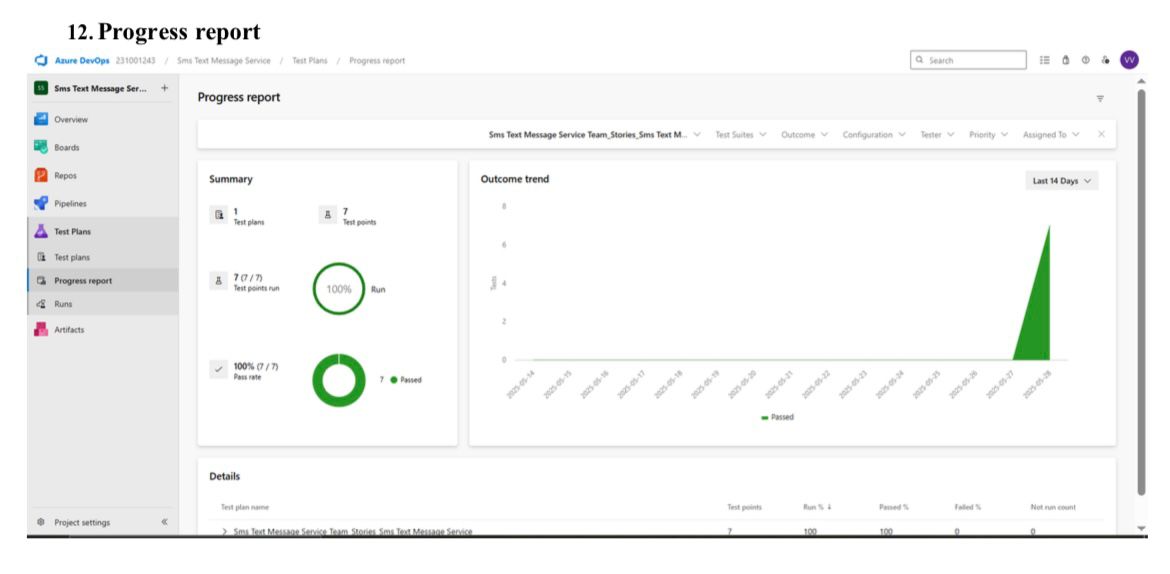 12. Progress report
Azure DevOps 231001243 / Sms Text Message Service / Test Plans / Progress report
Search
VV
SS Sms Text Message Ser... +
Overview
Boards
Repos
Pipelines
Test Plans
Test plans
Progress report
Runs
Artifacts
Project settings
Progress report
Sms Text Message Service Team_Stories_Sms Text M... Test Suites Outcome Configuration Tester Priority Assigned To
Summary
1
Test plans
7
Test points
7 (7 / 7)
Test points run
100%
Run
100% (7 / 7)
Pass rate
7 Passed
Outcome trend
Last 14 Days
8
6
4
2
0
Tests
2025-05-14
2025-05-15
2025-05-16
2025-05-17
2025-05-18
2025-05-19
2025-05-20
2025-05-21
2025-05-22
2025-05-23
2025-05-24
2025-05-25
2025-05-26
2025-05-27
2025-05-28
Passed
Details
Test plan name Test points Run % ↓ Passed % Failed % Not run count
Sms Text Message Service Team_Stories_Sms Text Message Service 7 100 100 0 0